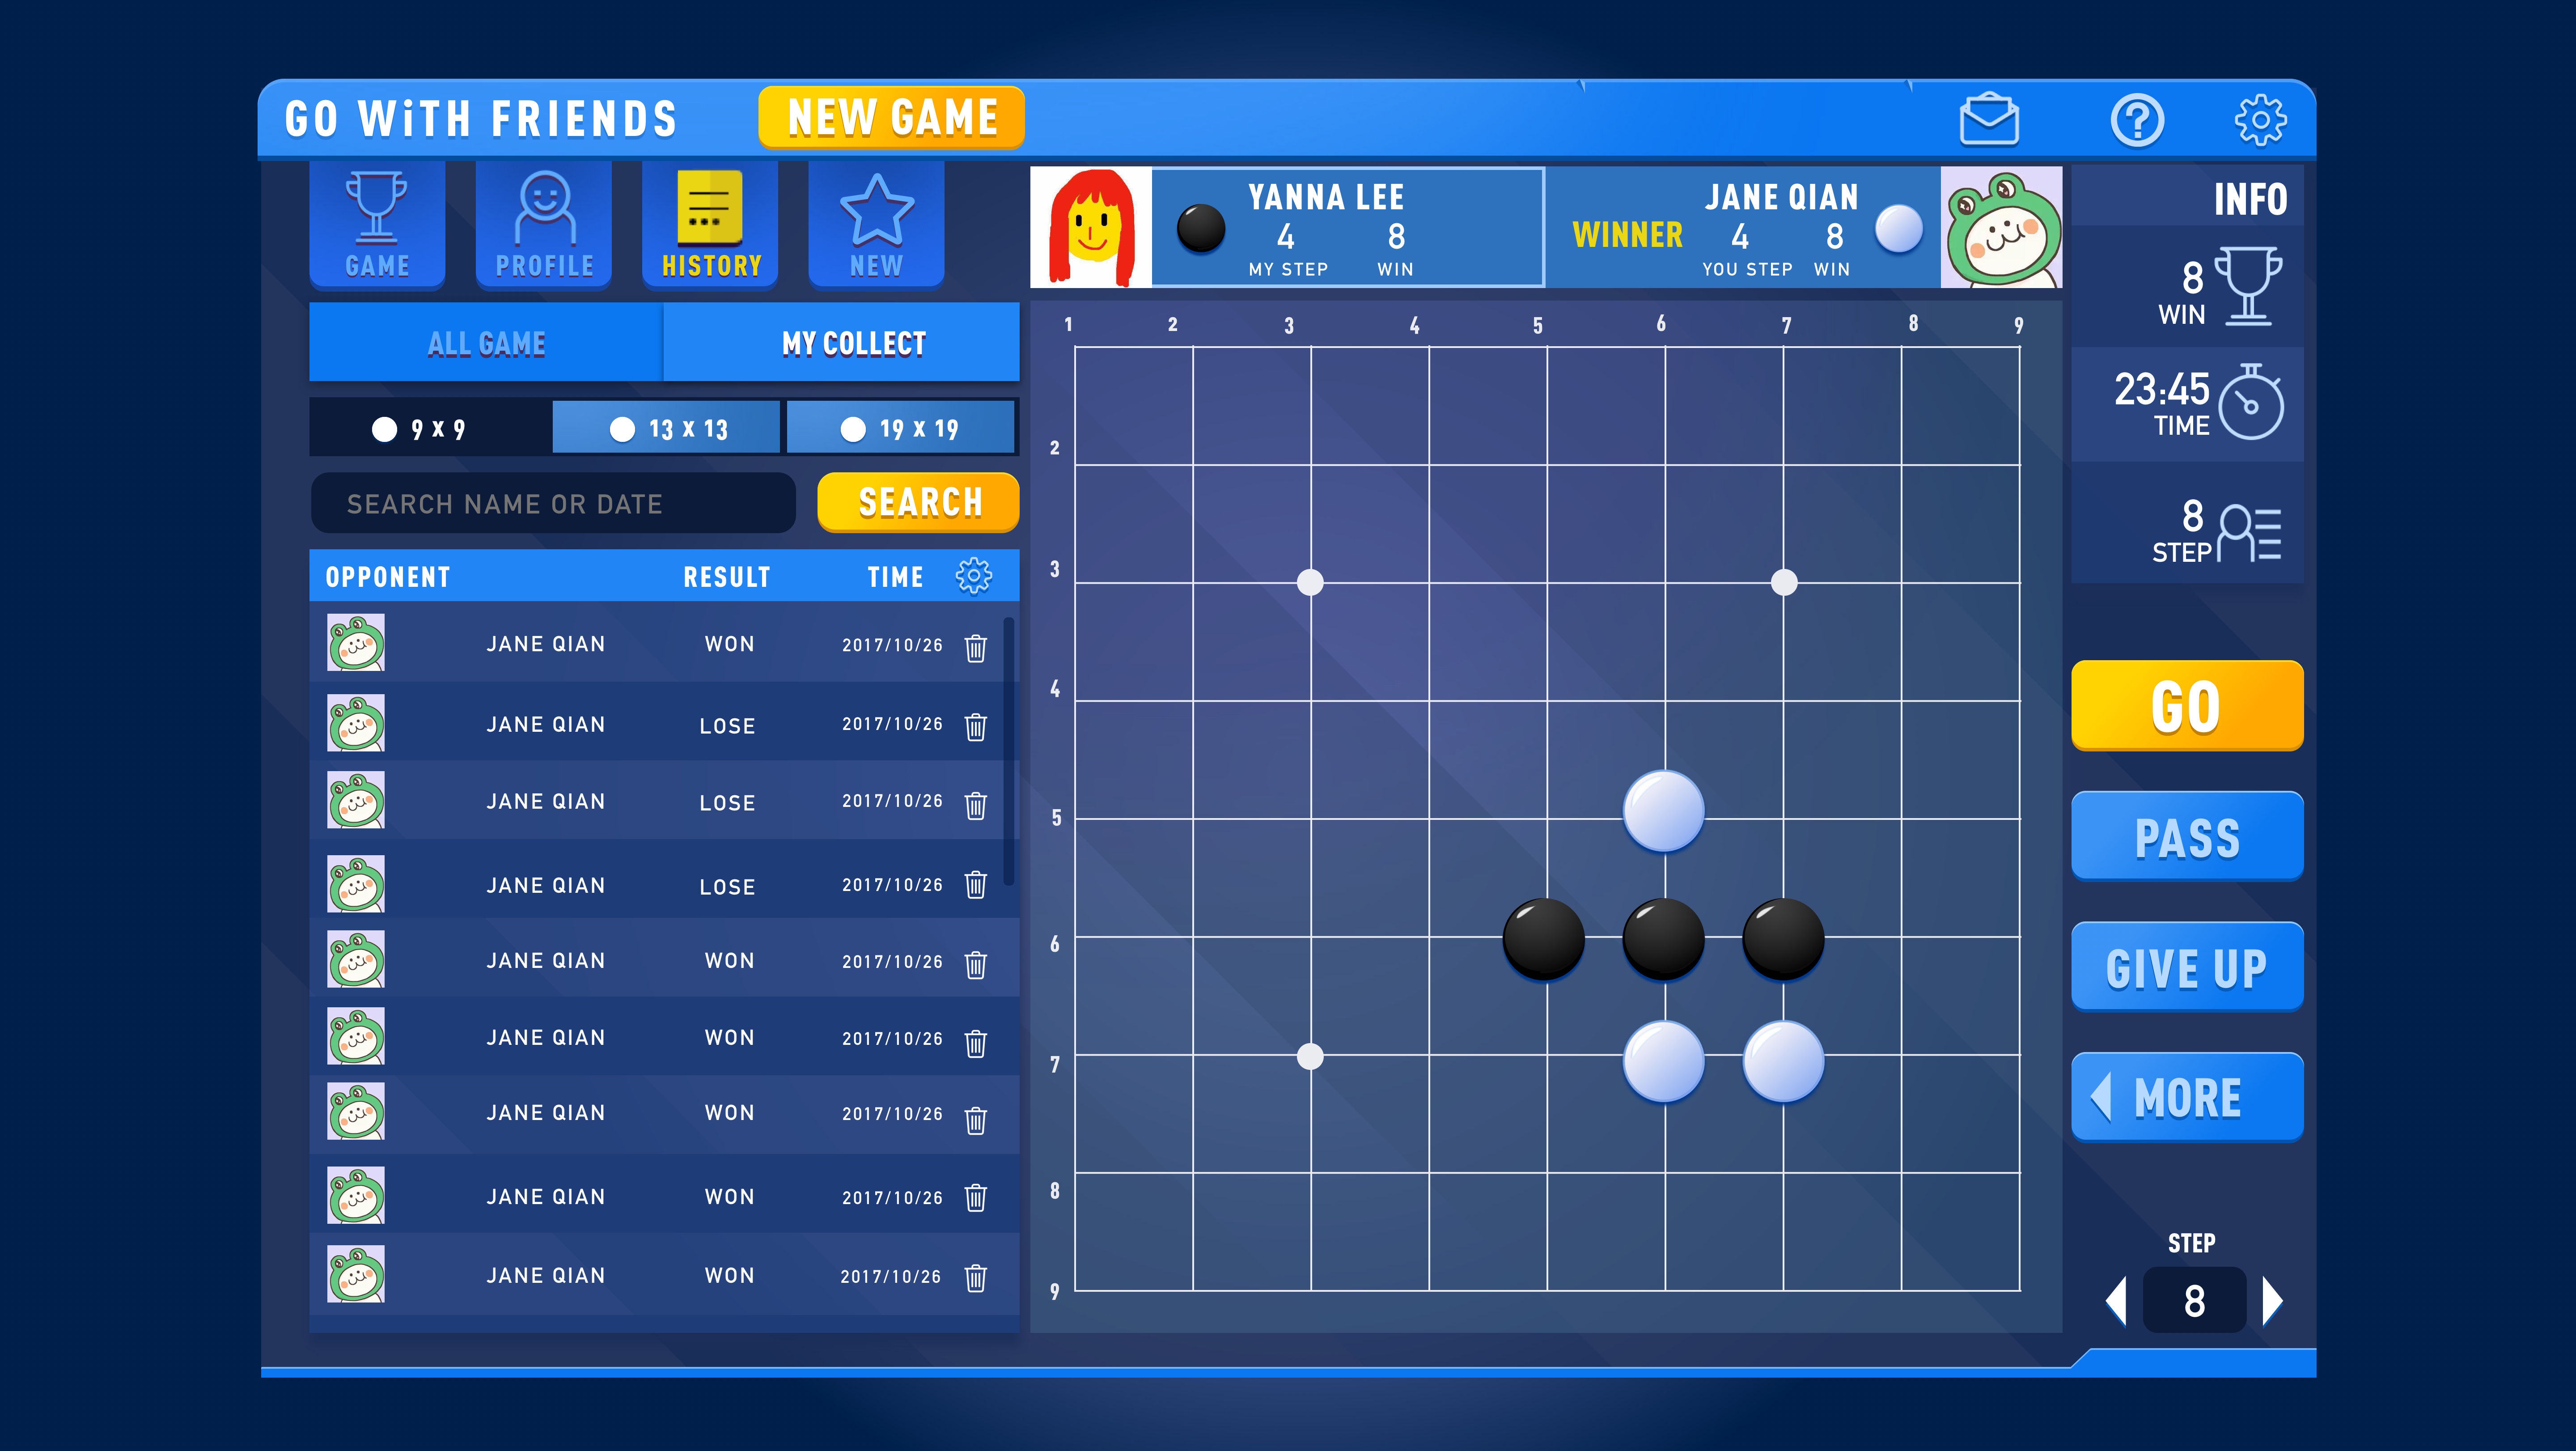 GO WiTH FRIENDS
NEW GAME
GAME
PROFILE
HISTORY
NEW
ALL GAME
MY COLLECT
9 X 9
13 X 13
19 X 19
SEARCH NAME OR DATE
SEARCH
OPPONENT RESULT TIME
JANE QIAN WON 2017/10/26
JANE QIAN LOSE 2017/10/26
JANE QIAN LOSE 2017/10/26
JANE QIAN LOSE 2017/10/26
JANE QIAN WON 2017/10/26
JANE QIAN WON 2017/10/26
JANE QIAN WON 2017/10/26
JANE QIAN WON 2017/10/26
JANE QIAN WON 2017/10/26
YANNA LEE
4 8
MY STEP WIN
WINNER
JANE QIAN
4 8
YOU STEP WIN
1 2 3 4 5 6 7 8 9
2
3
4
5
6
7
8
9
INFO
8
WIN
23:45
TIME
8
STEP
GO
PASS
GIVE UP
MORE
STEP
8